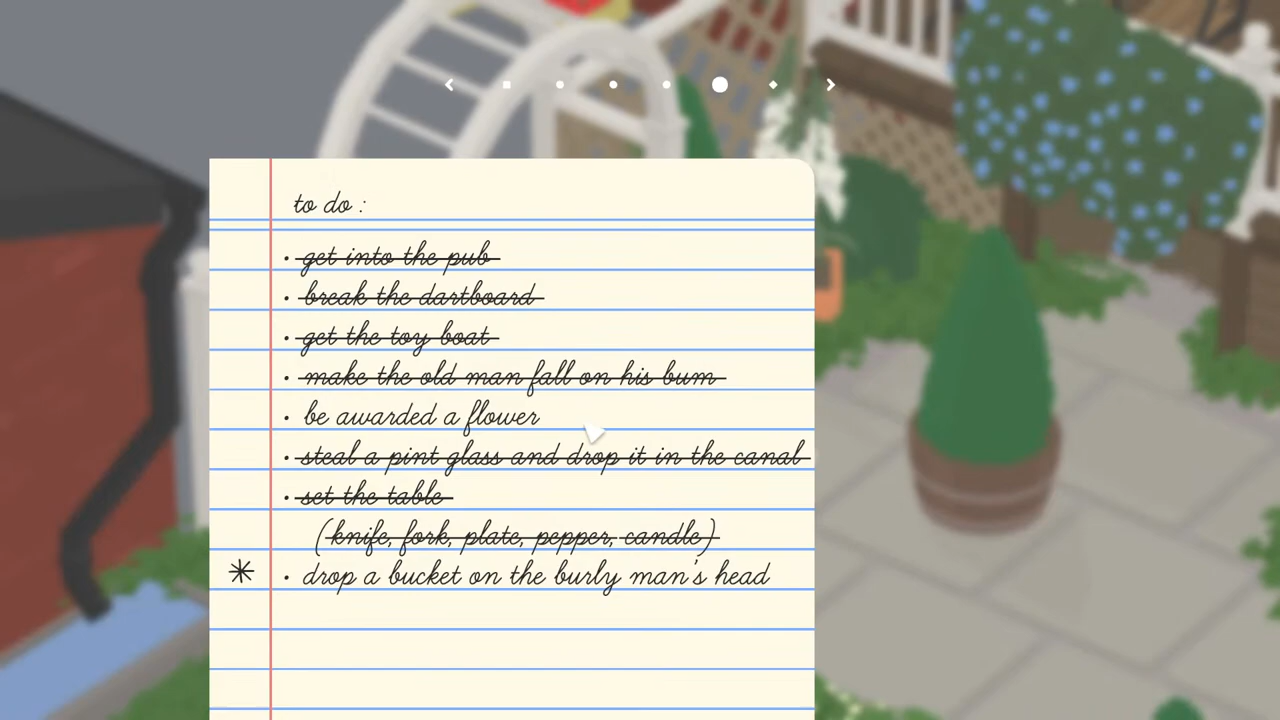 to do :
• get into the pub
• break the dartboard
• get the toy boat
• make the old man fall on his bum
• be awarded a flower
• steal a pint glass and drop it in the canal
• set the table
(knife, fork, plate, pepper, candle)
* • drop a bucket on the burly man's head